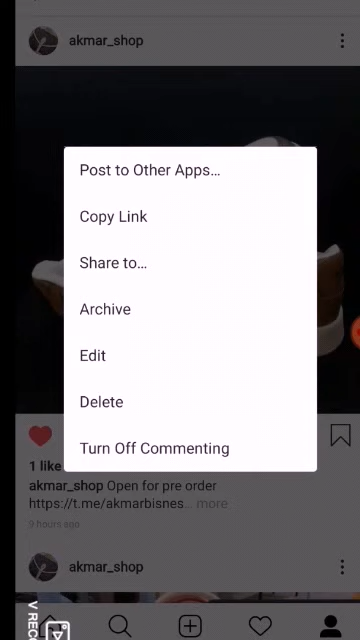 akmar_shop
Post to Other Apps...
Copy Link
Share to...
Archive
Edit
Delete
Turn Off Commenting
1 like
akmar_shop Open for pre order
https://t.me/akmarbisnes... more
9 hours ago
akmar_shop
V RECO